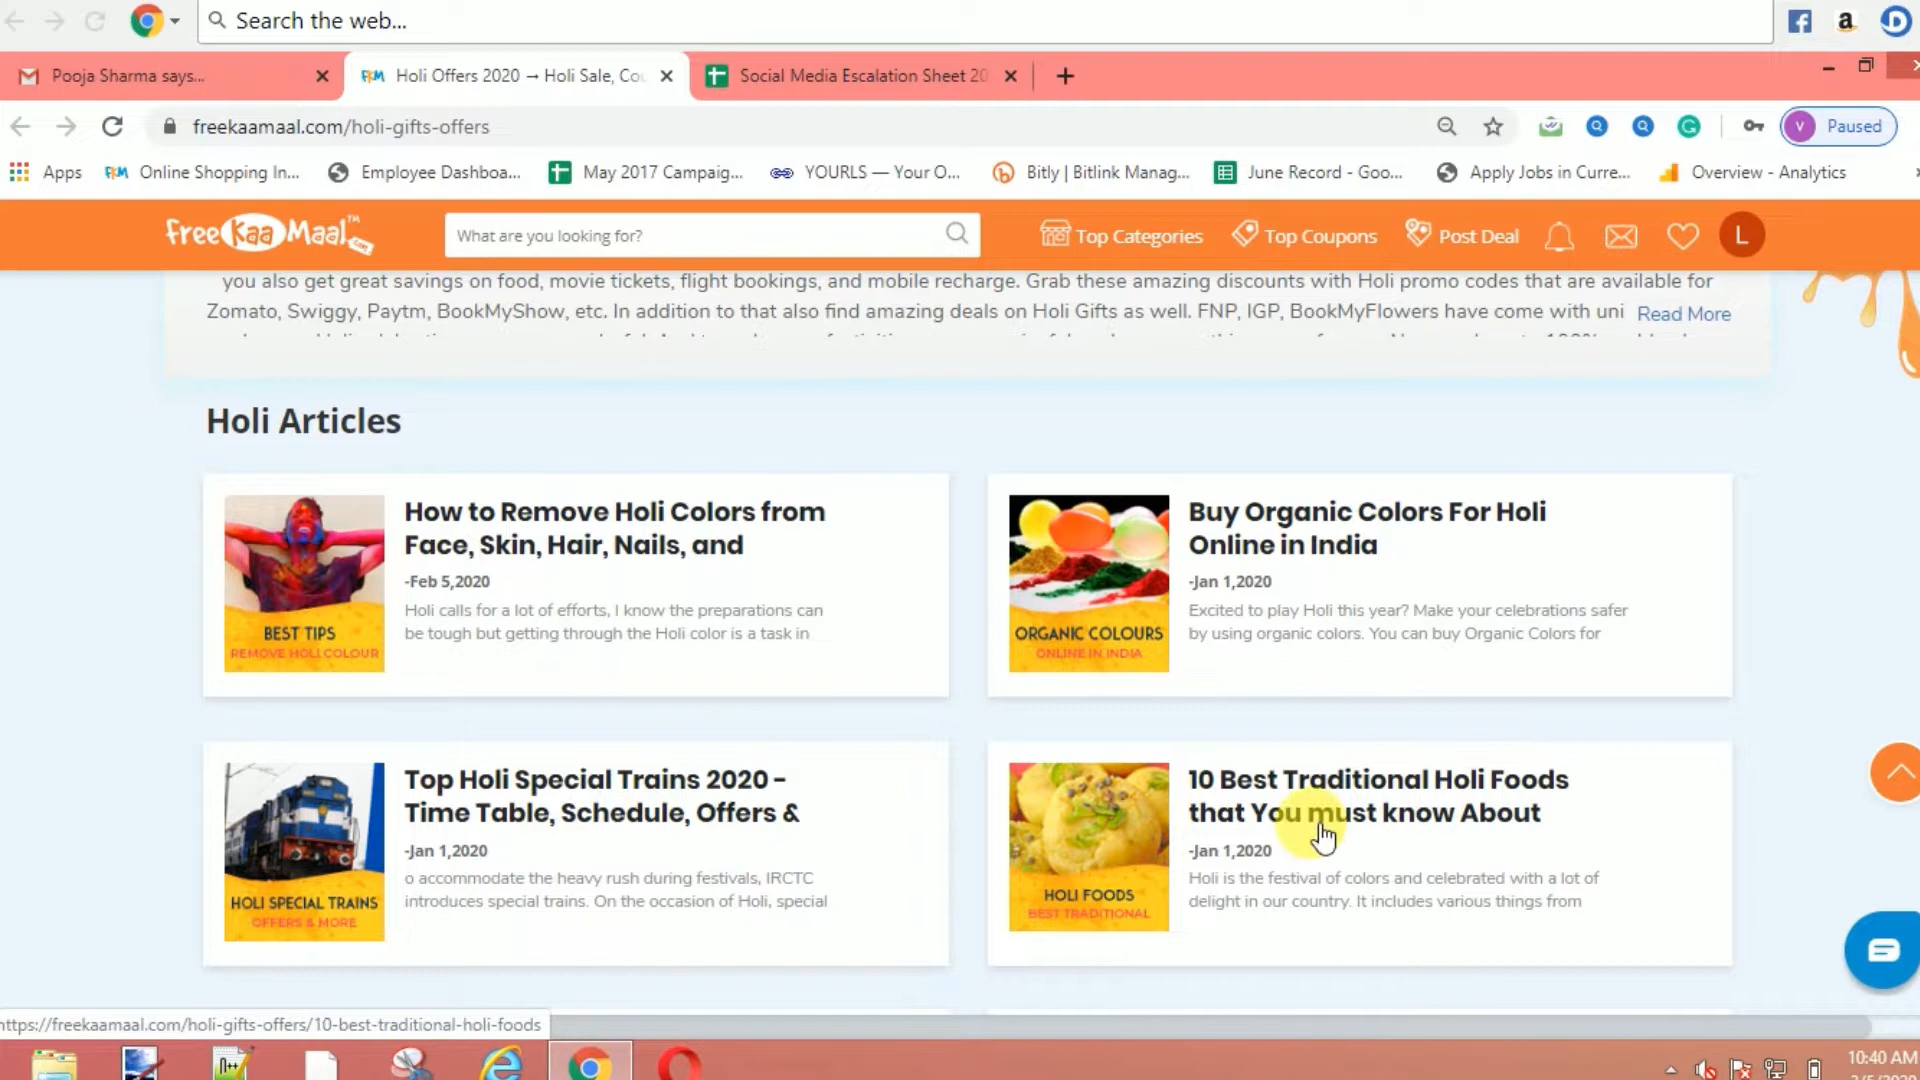 Search the web...
Pooja Sharma says...
Holi Offers 2020 → Holi Sale, Cou
Social Media Escalation Sheet 20
freekaamaal.com/holi-gifts-offers
Paused
Apps
Online Shopping In...
Employee Dashboa...
May 2017 Campaig...
YOURLS — Your O...
Bitly | Bitlink Manag...
June Record - Goo...
Apply Jobs in Curre...
Overview - Analytics
Free Kaa Maal .com
What are you looking for?
Top Categories
Top Coupons
Post Deal
L
you also get great savings on food, movie tickets, flight bookings, and mobile recharge. Grab these amazing discounts with Holi promo codes that are available for
Zomato, Swiggy, Paytm, BookMyShow, etc. In addition to that also find amazing deals on Holi Gifts as well. FNP, IGP, BookMyFlowers have come with uni Read More
Holi Articles
BEST TIPS
REMOVE HOLI COLOUR
How to Remove Holi Colors from
Face, Skin, Hair, Nails, and
-Feb 5,2020
Holi calls for a lot of efforts, I know the preparations can
be tough but getting through the Holi color is a task in
ORGANIC COLOURS
ONLINE IN INDIA
Buy Organic Colors For Holi
Online in India
-Jan 1,2020
Excited to play Holi this year? Make your celebrations safer
by using organic colors. You can buy Organic Colors for
HOLI SPECIAL TRAINS
OFFERS & MORE
Top Holi Special Trains 2020 -
Time Table, Schedule, Offers &
-Jan 1,2020
o accommodate the heavy rush during festivals, IRCTC
introduces special trains. On the occasion of Holi, special
HOLI FOODS
BEST TRADITIONAL
10 Best Traditional Holi Foods
that You must know About
-Jan 1,2020
Holi is the festival of colors and celebrated with a lot of
delight in our country. It includes various things from
https://freekaamaal.com/holi-gifts-offers/10-best-traditional-holi-foods
10:40 AM